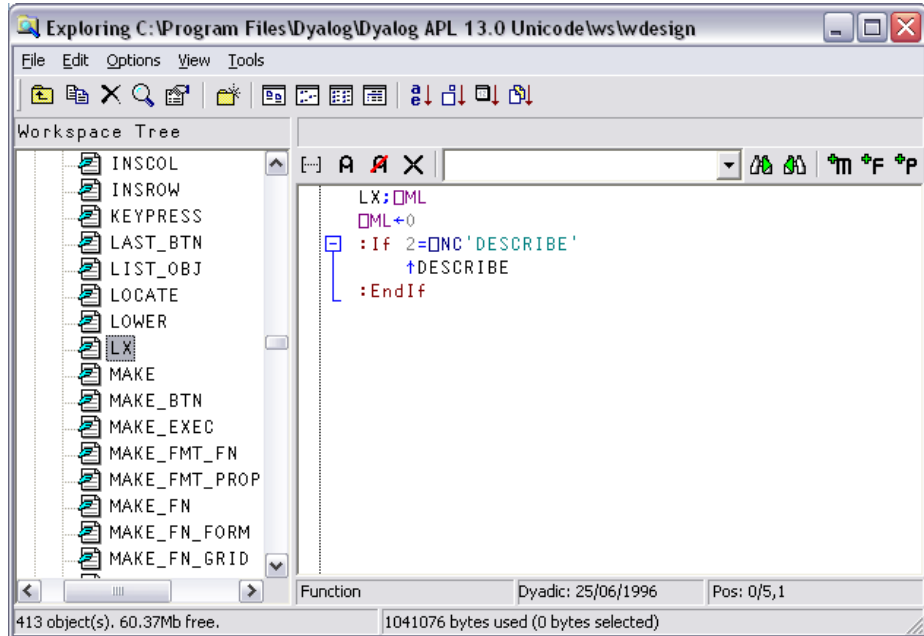 Exploring C:\Program Files\Dyalog\Dyalog APL 13.0 Unicode\ws\wdesign
File Edit Options View Tools
Workspace Tree
INSCOL
INSROW
KEYPRESS
LAST_BTN
LIST_OBJ
LOCATE
LOWER
LX
MAKE
MAKE_BTN
MAKE_EXEC
MAKE_FMT_FN
MAKE_FMT_PROP
MAKE_FN
MAKE_FN_FORM
MAKE_FN_GRID
LX;⎕ML
⎕ML←0
:If 2=⎕NC'DESCRIBE'
↑DESCRIBE
:EndIf
Function Dyadic: 25/06/1996 Pos: 0/5,1
413 object(s). 60.37Mb free. 1041076 bytes used (0 bytes selected)